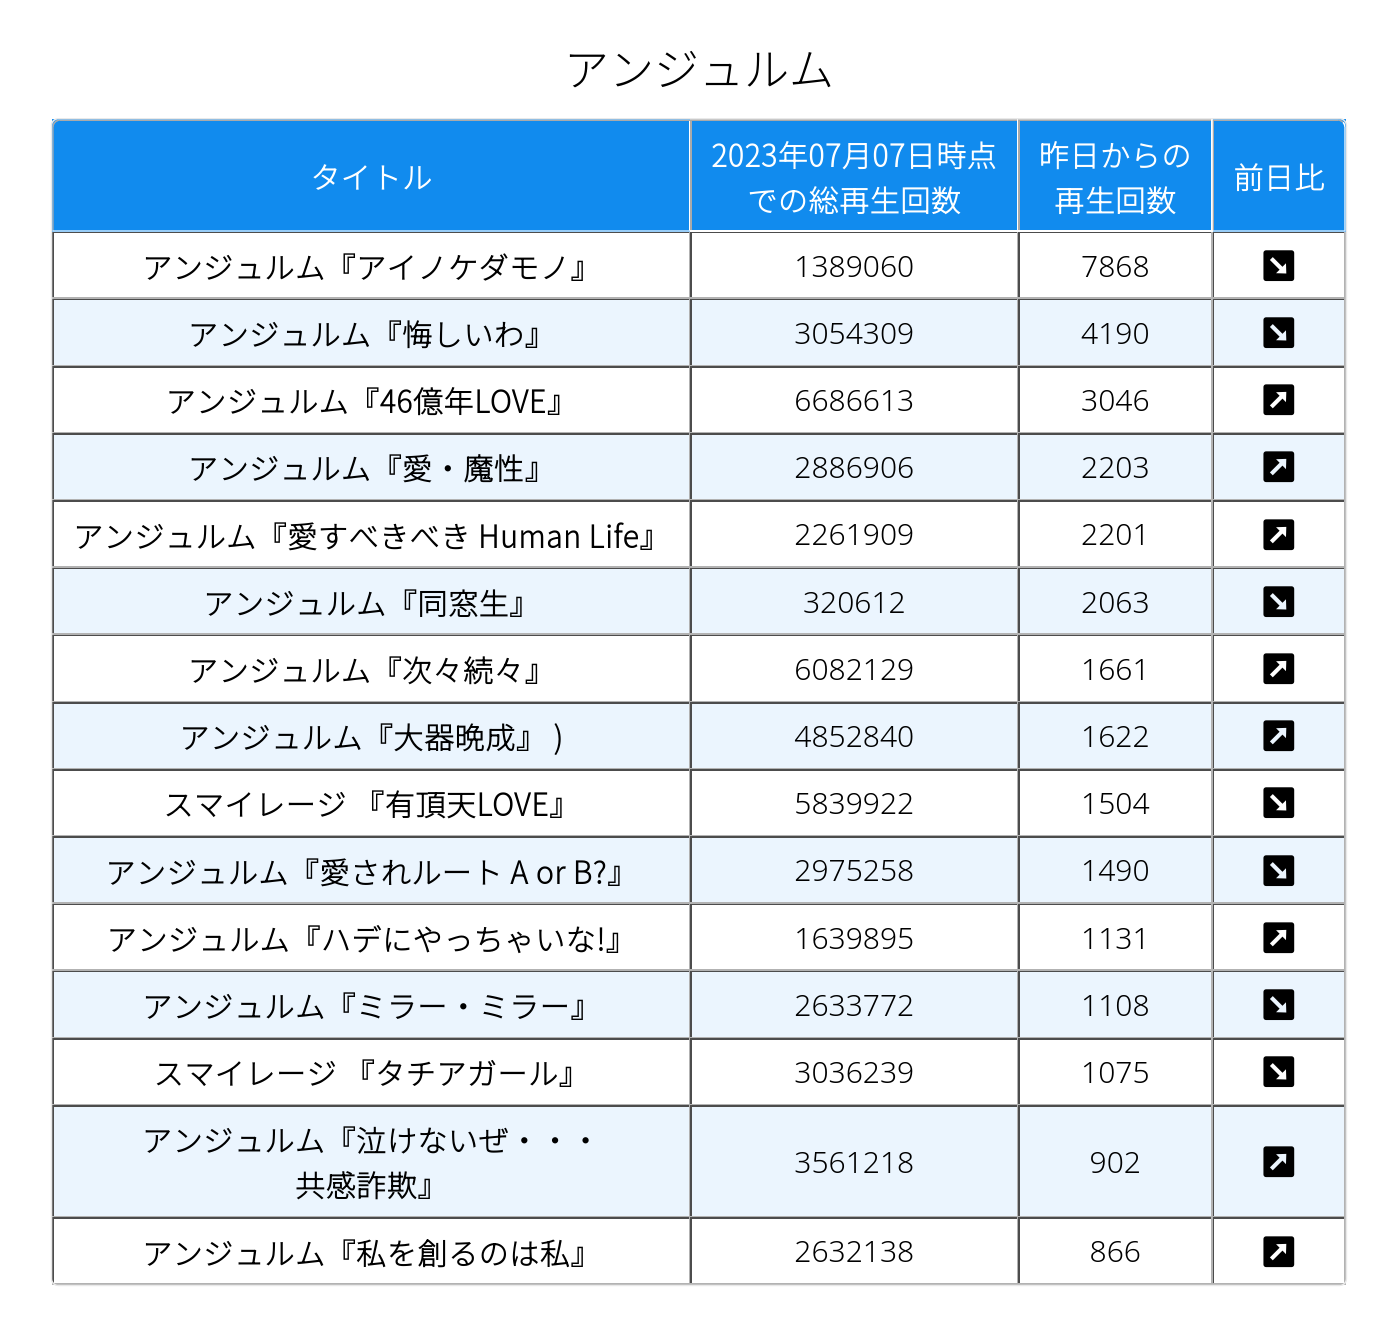 アンジュルム
タイトル 2023年07月07日時点 昨日からの 前日比
での総再生回数 再生回数
アンジュルム『アイノケダモノ』 1389060 7868
アンジュルム『悔しいわ』 3054309 4190
アンジュルム『46億年LOVE』 6686613 3046
アンジュルム『愛・魔性』 2886906 2203
アンジュルム『愛すべきべき Human Life』 2261909 2201
アンジュルム『同窓生』 320612 2063
アンジュルム『次々続々』 6082129 1661
アンジュルム『大器晩成』 ) 4852840 1622
スマイレージ 『有頂天LOVE』 5839922 1504
アンジュルム『愛されルート A or B?』 2975258 1490
アンジュルム『ハデにやっちゃいな!』 1639895 1131
アンジュルム『ミラー・ミラー』 2633772 1108
スマイレージ 『タチアガール』 3036239 1075
アンジュルム『泣けないぜ・・・
共感詐欺』 3561218 902
アンジュルム『私を創るのは私』 2632138 866